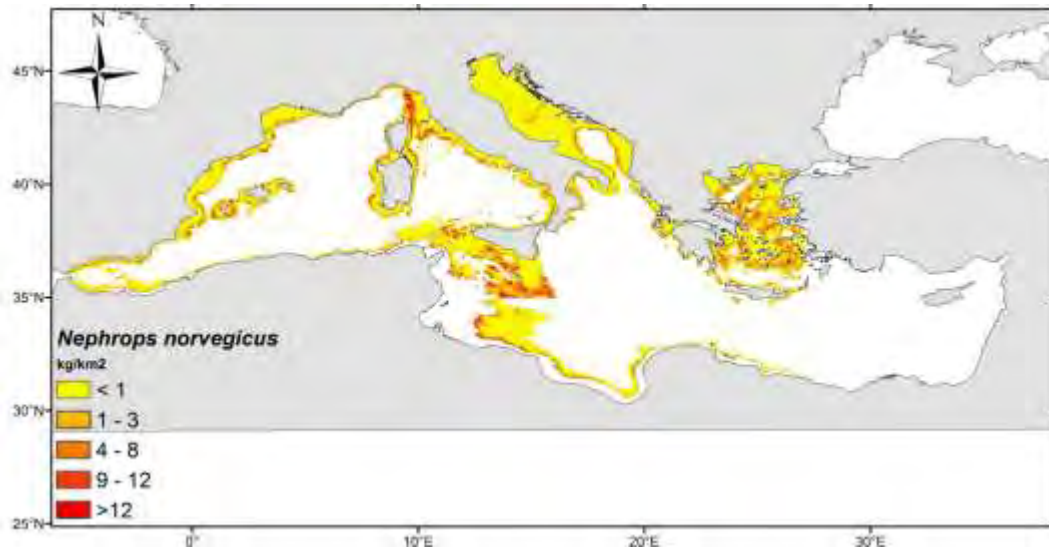 N
45°N
40°N
35°N
30°N
25°N
Nephrops norvegicus
kg/km2
< 1
1 - 3
4 - 8
9 - 12
>12
0°
10°E
20°E
30°E